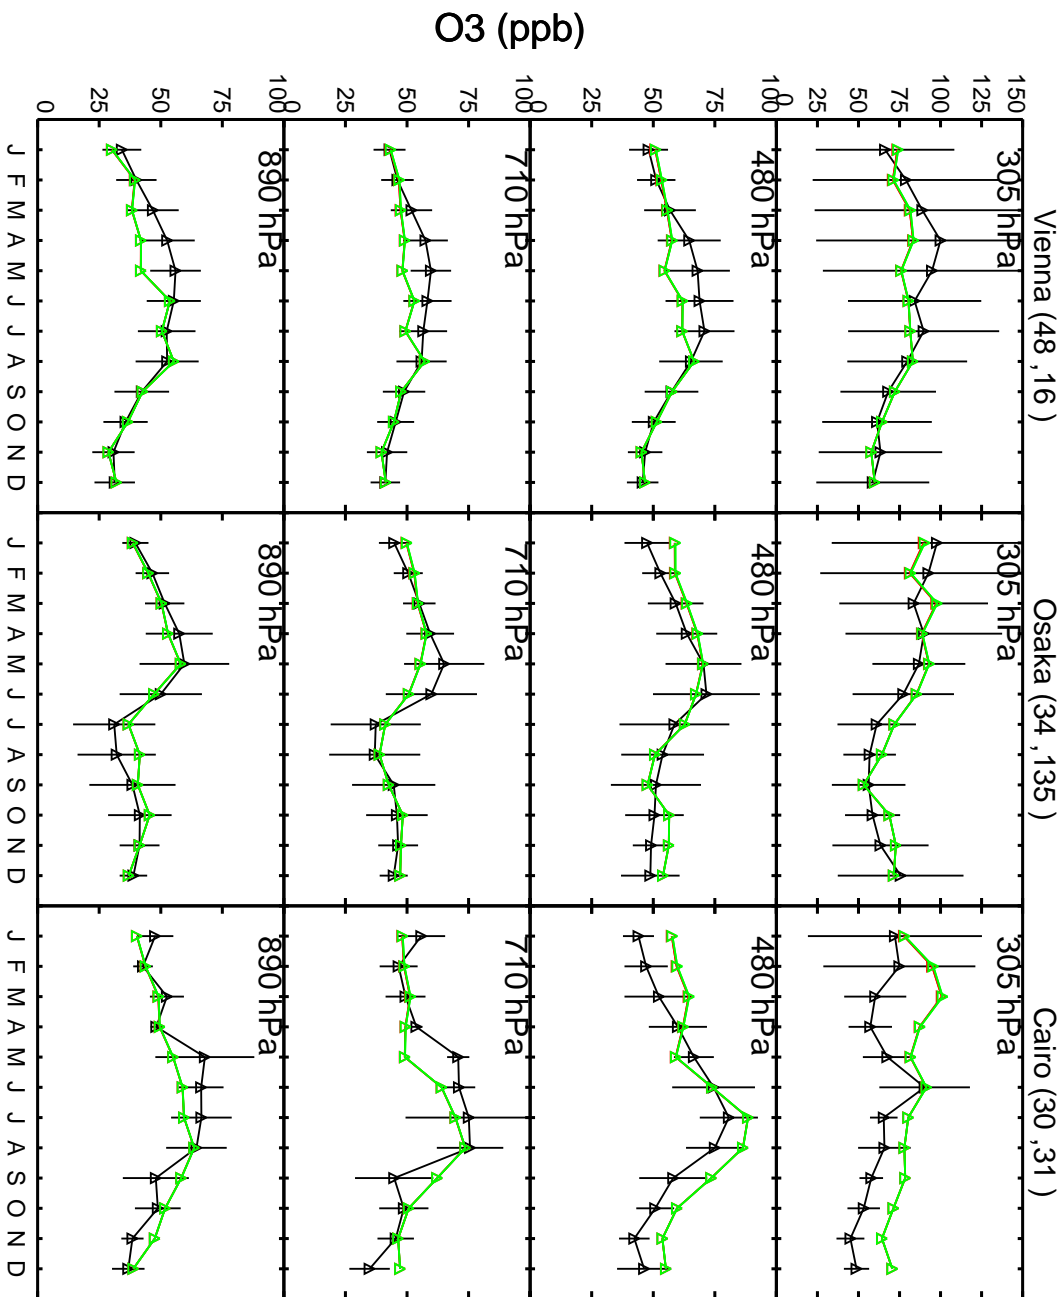 O3 (ppb)
Vienna (48 ,16 )
Osaka (34 ,135 )
Cairo (30 ,31 )
150
125
100
75
50
25
0
305 hPa
305 hPa
305 hPa
100
75
50
25
0
480 hPa
480 hPa
480 hPa
100
75
50
25
0
710 hPa
710 hPa
710 hPa
100
75
50
25
0
890 hPa
890 hPa
890 hPa
J F M A M J J A S O N D
J F M A M J J A S O N D
J F M A M J J A S O N D